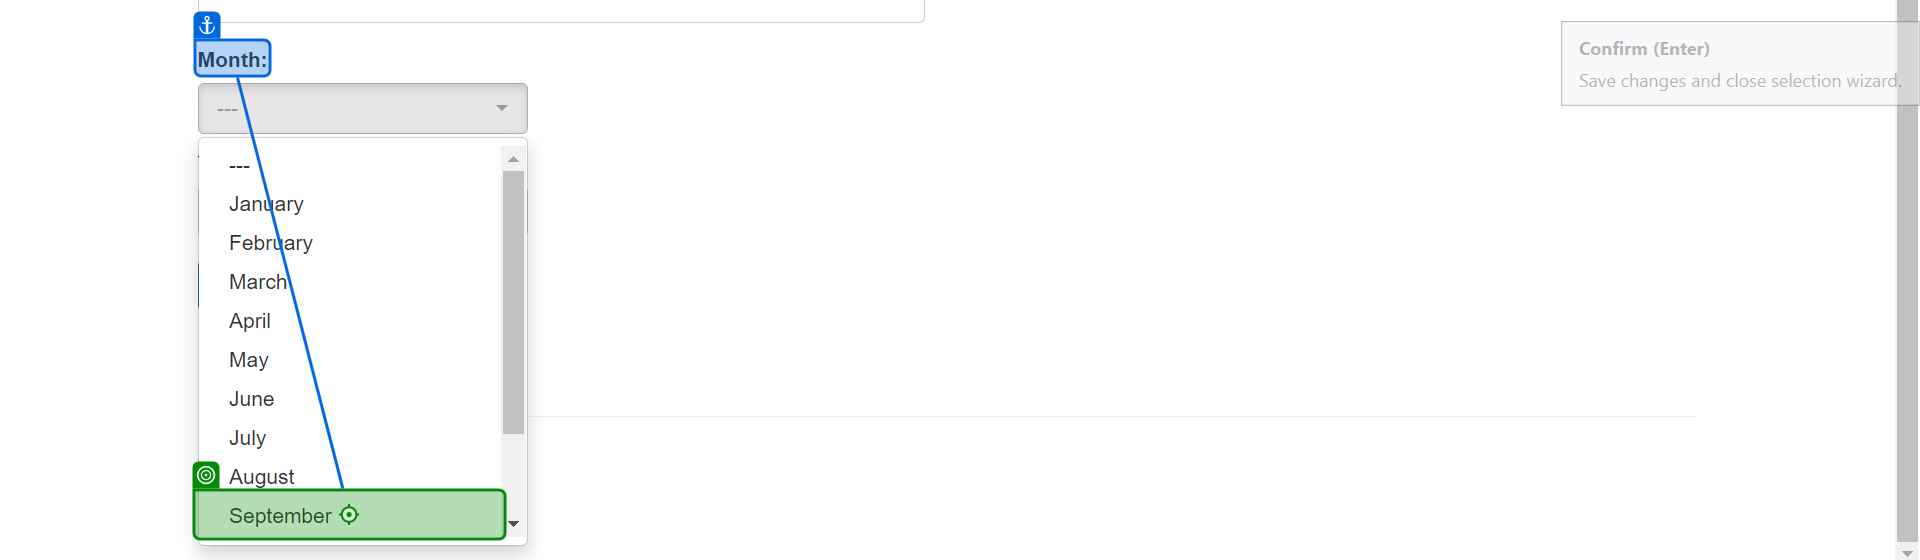 Month:
---
---
January
February
March
April
May
June
July
August
September
Confirm (Enter)
Save changes and close selection wizard.